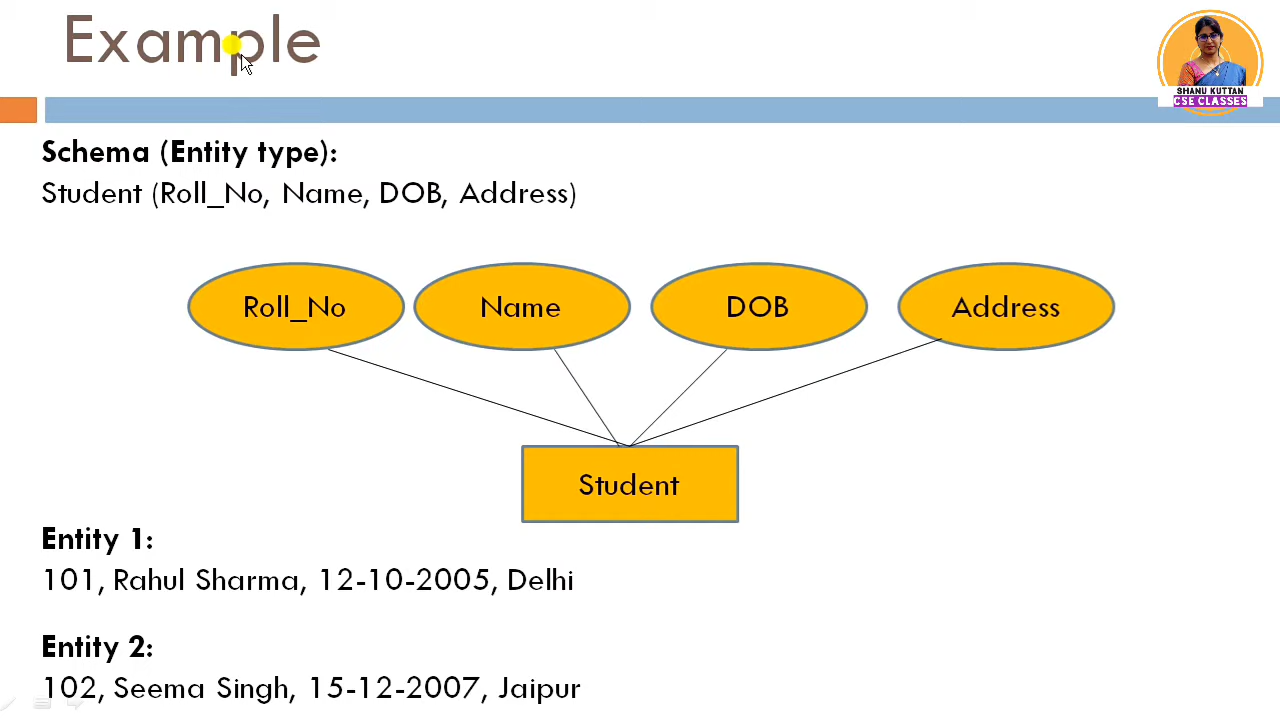 Example
SHANU KUTTAN
CSE CLASSES
Schema (Entity type):
Student (Roll_No, Name, DOB, Address)
Roll_No
Name
DOB
Address
Student
Entity 1:
101, Rahul Sharma, 12-10-2005, Delhi
Entity 2:
102, Seema Singh, 15-12-2007, Jaipur